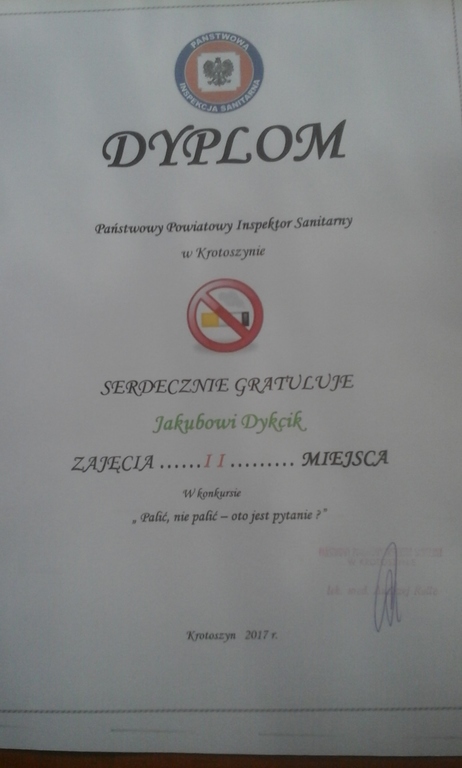 PAŃSTWOWA
INSPEKCJA SANITARNA
DYPLOM
Państwowy Powiatowy Inspektor Sanitarny
w Krotoszynie
SERDECZNIE GRATULUJE
Jakubowi Dykcik
ZAJĘCIA ......I I ......... MIEJSCA
W konkursie
„ Palić, nie palić – oto jest pytanie ?"
Krotoszyn 2017 r.